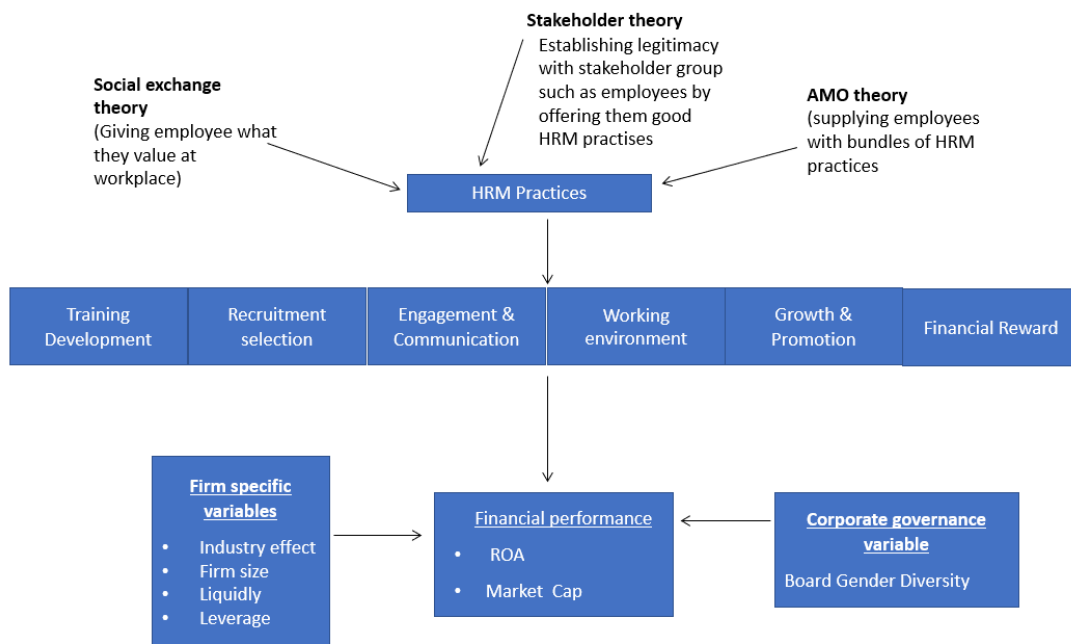 Stakeholder theory
Establishing legitimacy
with stakeholder group
such as employees by
offering them good
HRM practises
Social exchange
theory
(Giving employee what
they value at
workplace)
AMO theory
(supplying employees
with bundles of HRM
practices
HRM Practices
Training
Development
Recruitment
selection
Engagement &
Communication
Working
environment
Growth &
Promotion
Financial Reward
Firm specific
variables
• Industry effect
• Firm size
• Liquidly
• Leverage
Financial performance
• ROA
• Market Cap
Corporate governance
variable
Board Gender Diversity